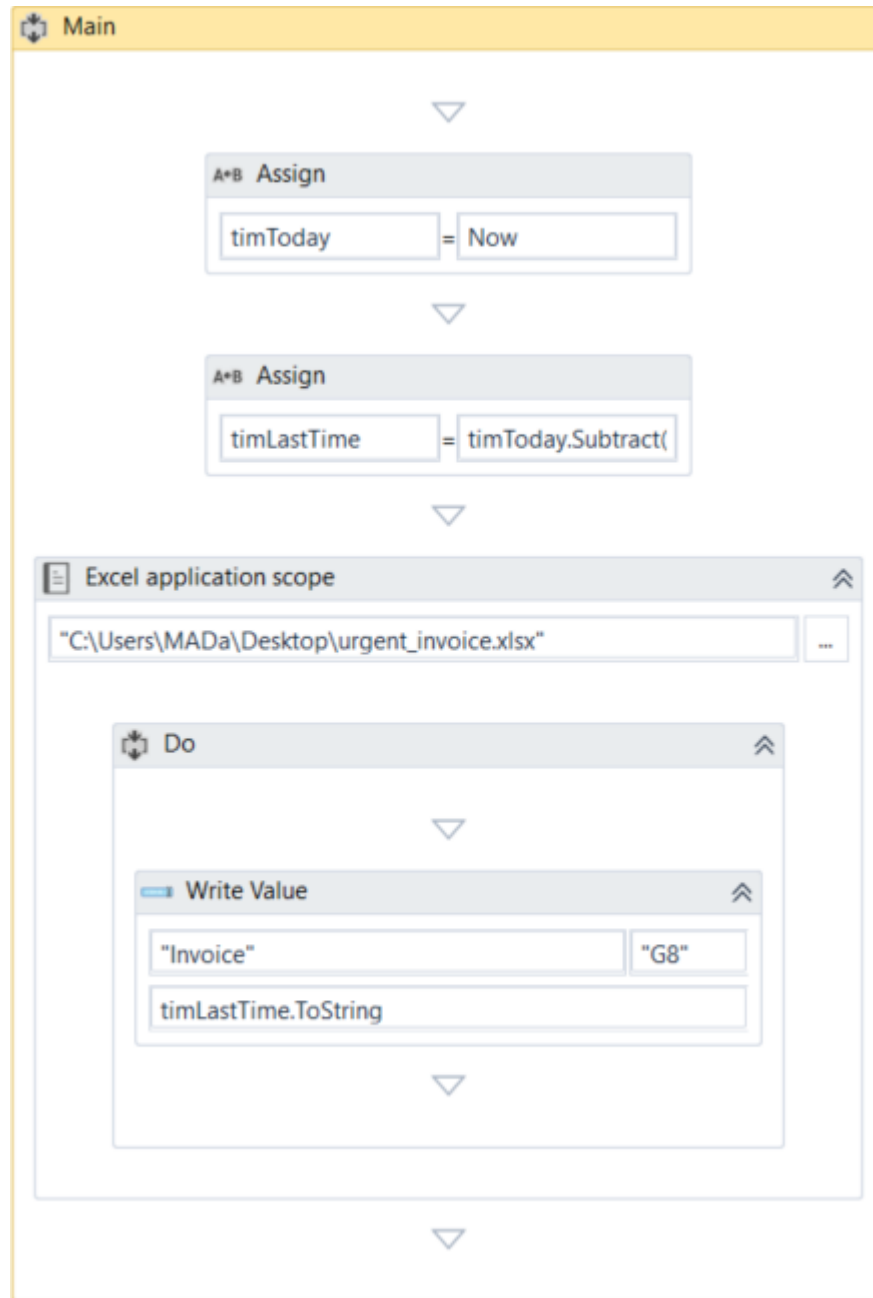 Main
A+B Assign
timToday = Now
A+B Assign
timLastTime = timToday.Subtract(
Excel application scope
"C:\Users\MADa\Desktop\urgent_invoice.xlsx" ...
Do
Write Value
"Invoice" "G8"
timLastTime.ToString